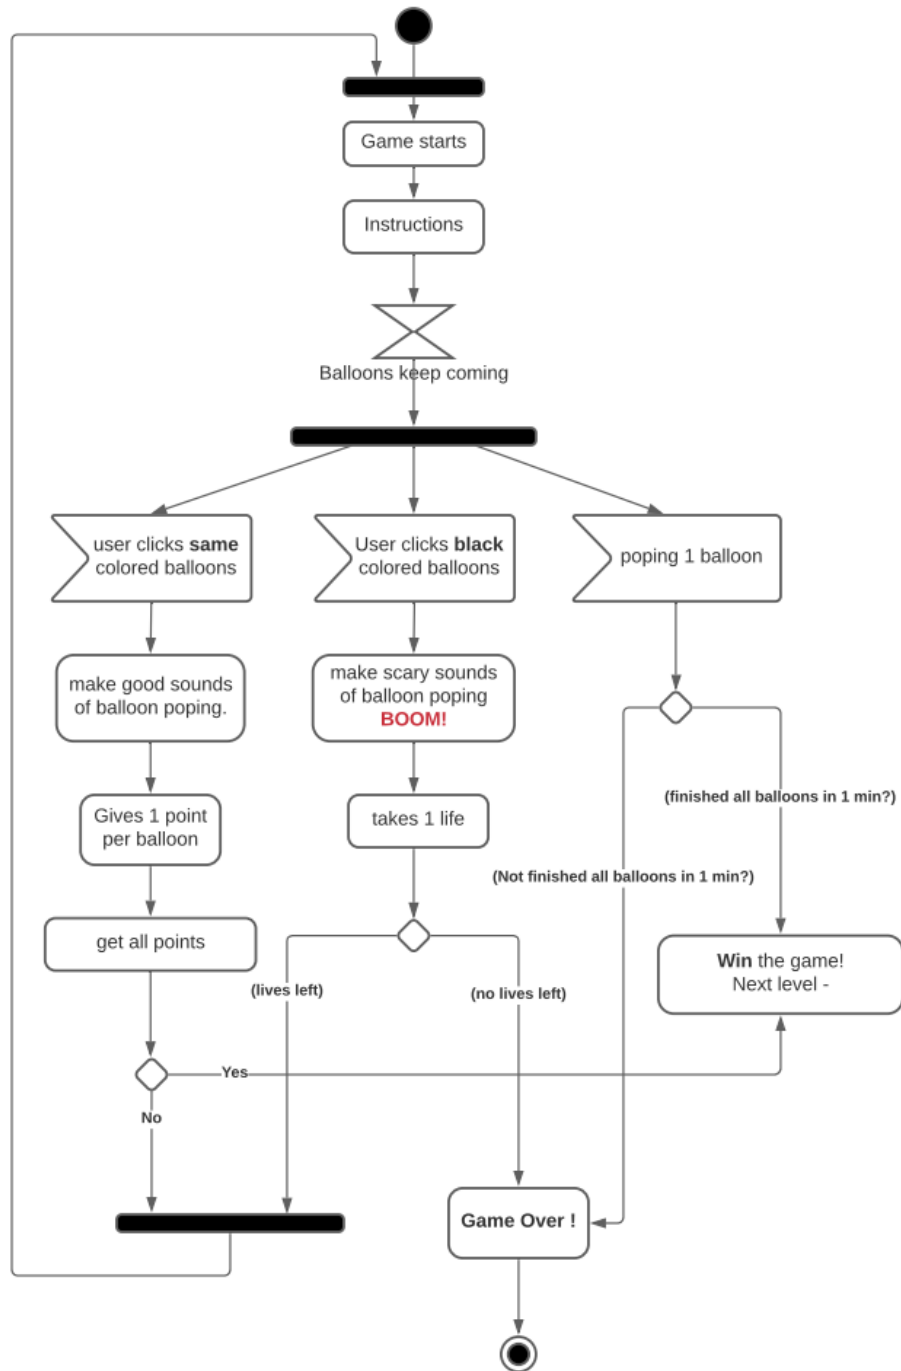 Game starts
Instructions
Balloons keep coming
user clicks same
colored balloons
User clicks black
colored balloons
poping 1 balloon
make good sounds
of balloon poping.
make scary sounds
of balloon poping
BOOM!
(finished all balloons in 1 min?)
Gives 1 point
per balloon
takes 1 life
(Not finished all balloons in 1 min?)
get all points
(lives left)
(no lives left)
Win the game!
Next level -
Yes
No
Game Over !